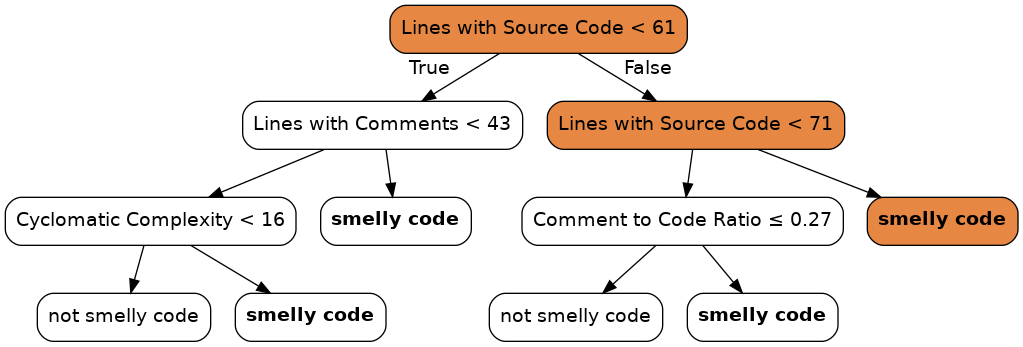 Lines with Source Code < 61
True
False
Lines with Comments < 43
Lines with Source Code < 71
Cyclomatic Complexity < 16
smelly code
Comment to Code Ratio ≤ 0.27
smelly code
not smelly code
smelly code
not smelly code
smelly code